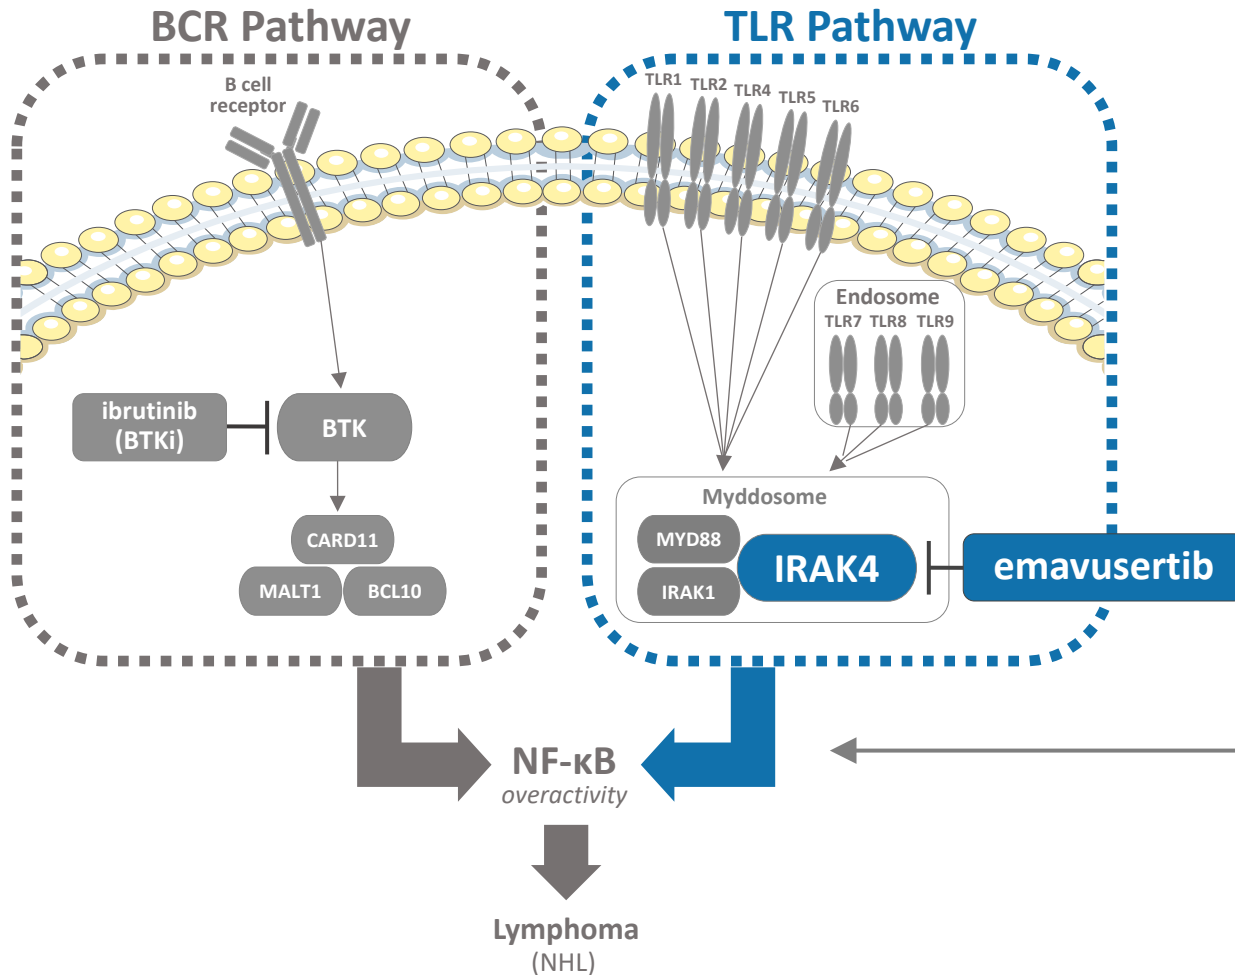 BCR Pathway
TLR Pathway
B cell
receptor
TLR1
TLR2
TLR4
TLR5
TLR6
Endosome
TLR7
TLR8
TLR9
ibrutinib
(BTKi)
BTK
CARD11
MALT1
BCL10
Myddosome
MYD88
IRAK1
IRAK4
emavusertib
NF-κB
overactivity
Lymphoma
(NHL)